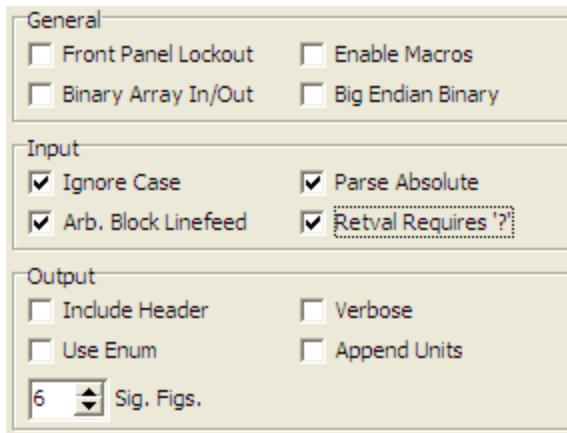 General
Front Panel Lockout Enable Macros
Binary Array In/Out Big Endian Binary
Input
Ignore Case Parse Absolute
Arb. Block Linefeed Retval Requires '?'
Output
Include Header Verbose
Use Enum Append Units
6 Sig. Figs.